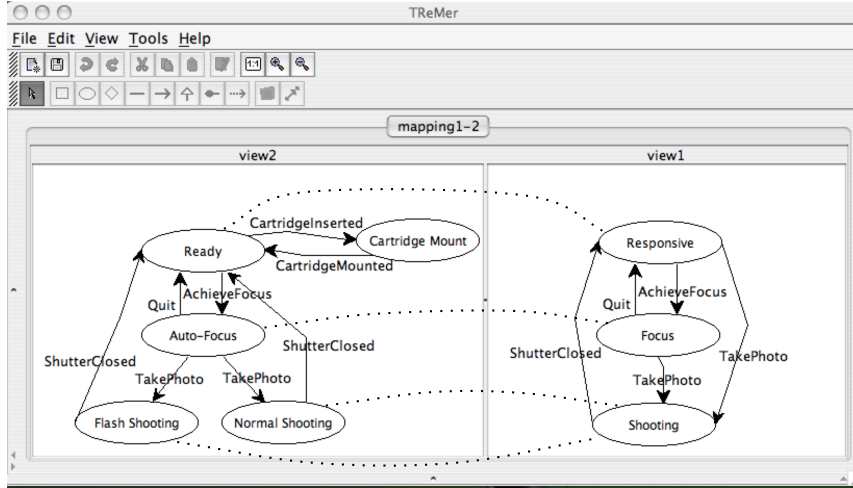 TReMer
File Edit View Tools Help
1:1
mapping1-2
view2
view1
CartridgeInserted
Ready
Cartridge Mount
Responsive
CartridgeMounted
AchieveFocus
AchieveFocus
Quit
Quit
Auto-Focus
Focus
ShutterClosed
ShutterClosed
ShutterClosed
TakePhoto
TakePhoto
TakePhoto
TakePhoto
Flash Shooting
Normal Shooting
Shooting